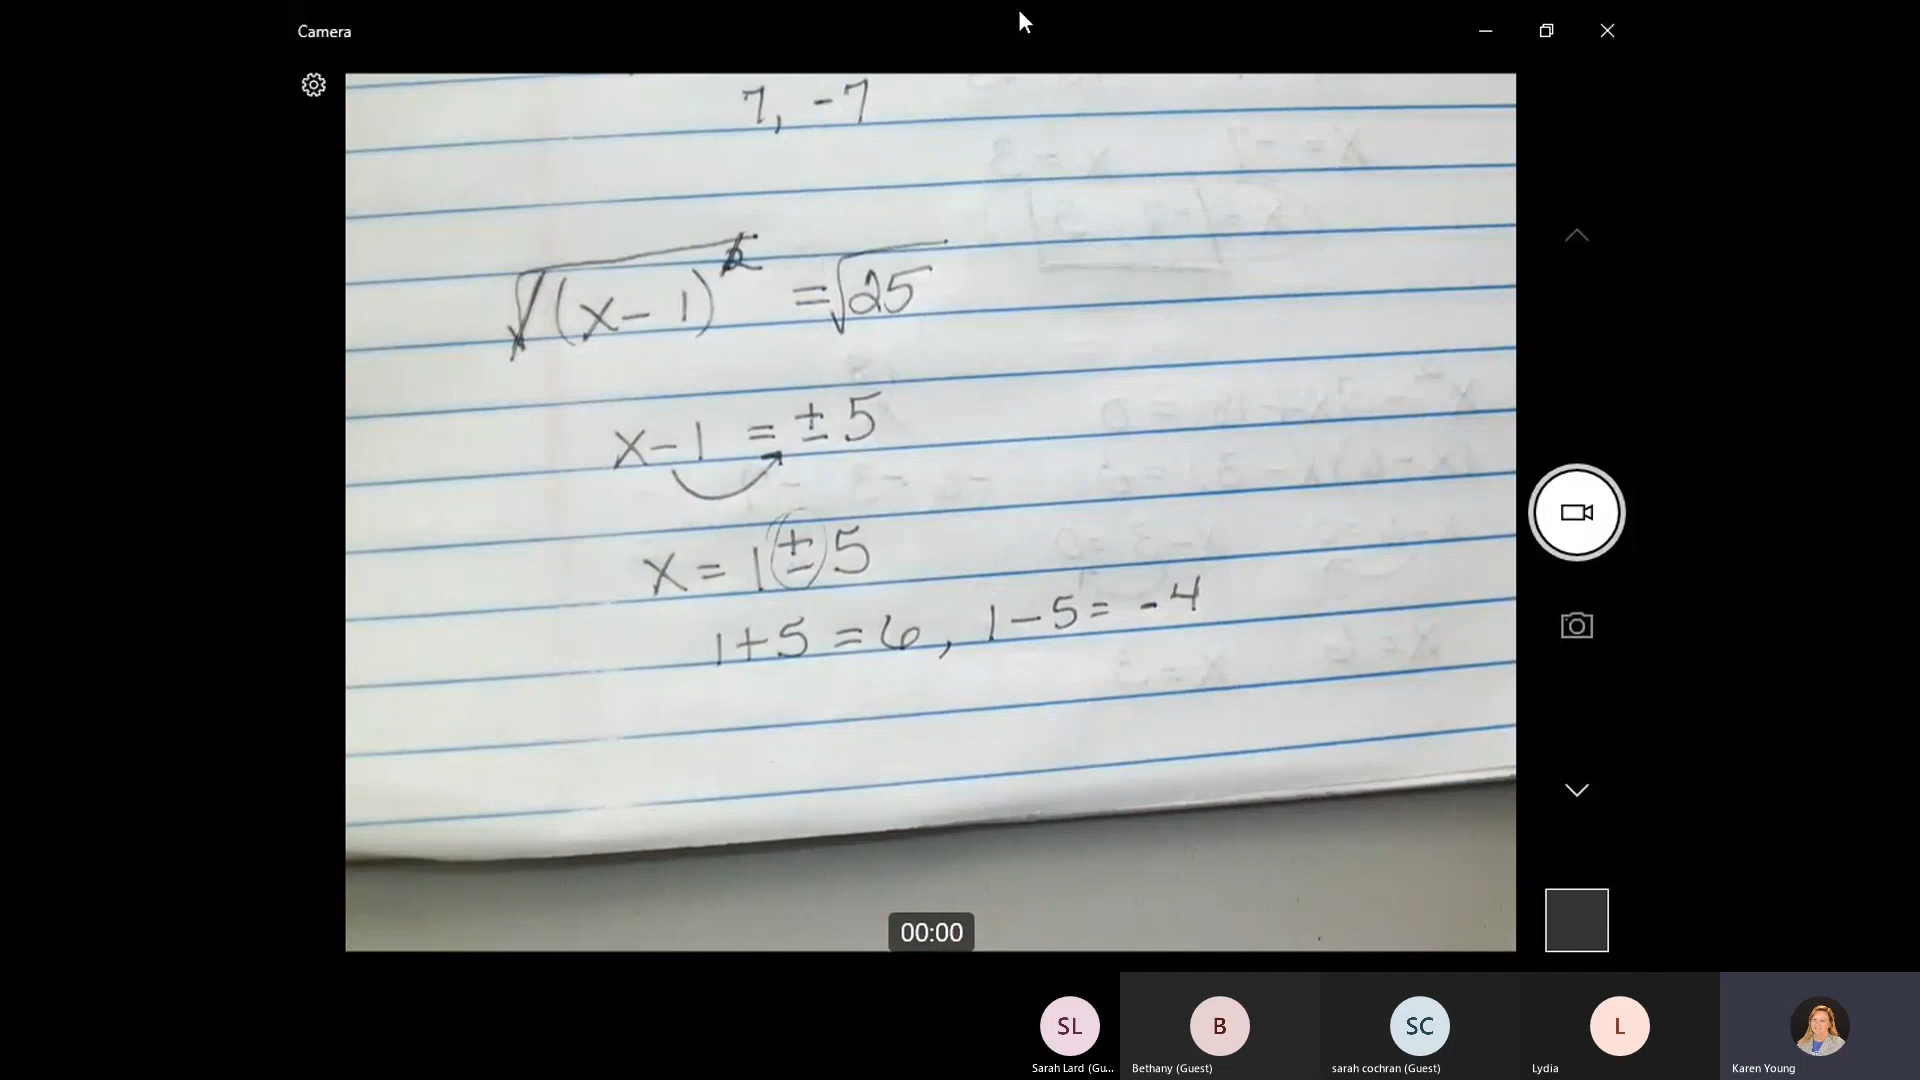 Camera
7, -7
√(x-1)² = √25
x-1 = ±5
x = 1 ± 5
1+5 = 6, 1-5 = -4
00:00
SL
B
SC
L
Sarah Lard (Gu...
Bethany (Guest)
sarah cochran (Guest)
Lydia
Karen Young